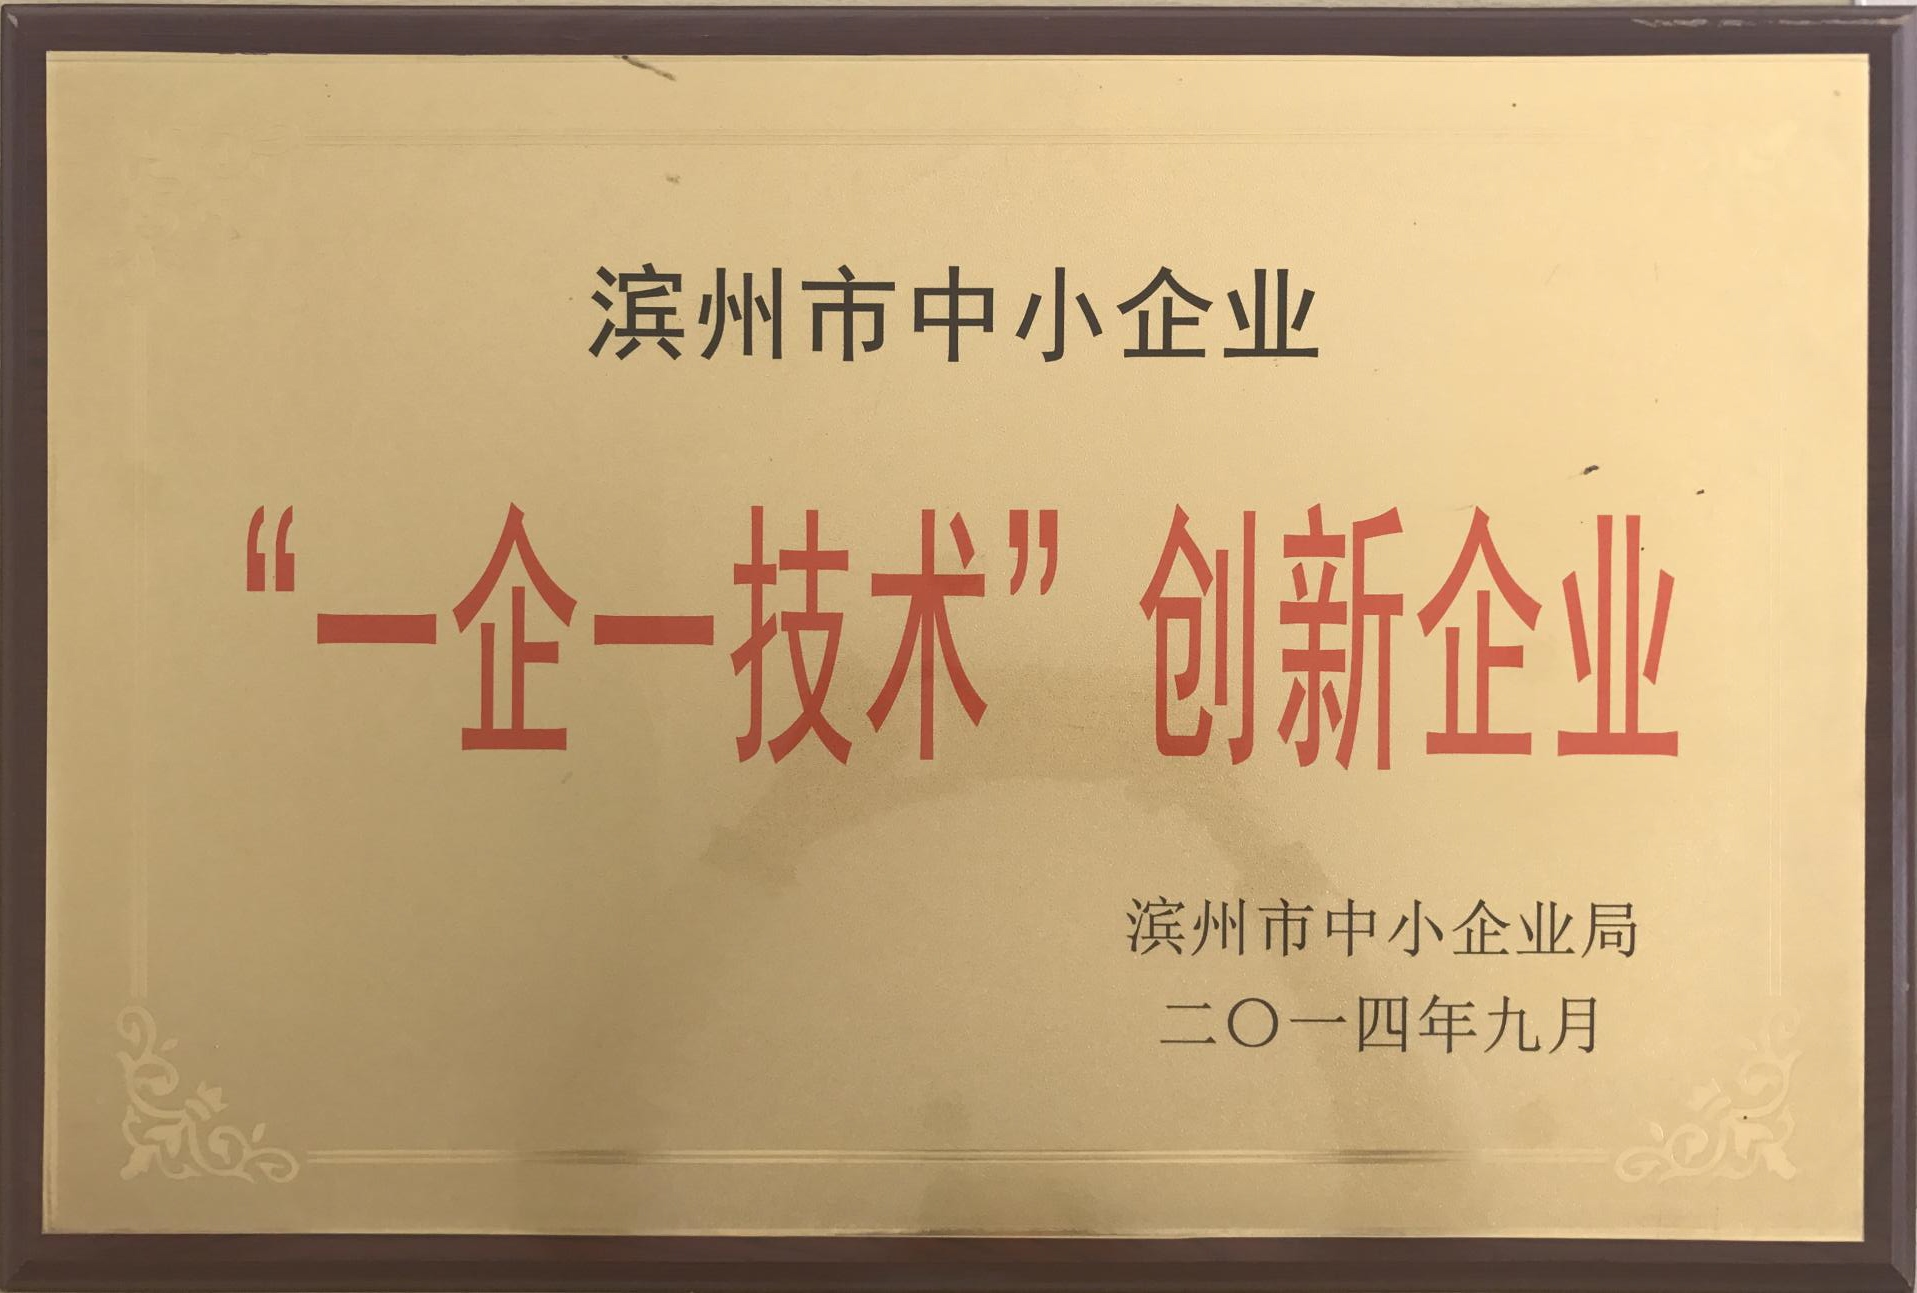 滨州市中小企业
“一企一技术”创新企业
滨州市中小企业局
二〇一四年九月